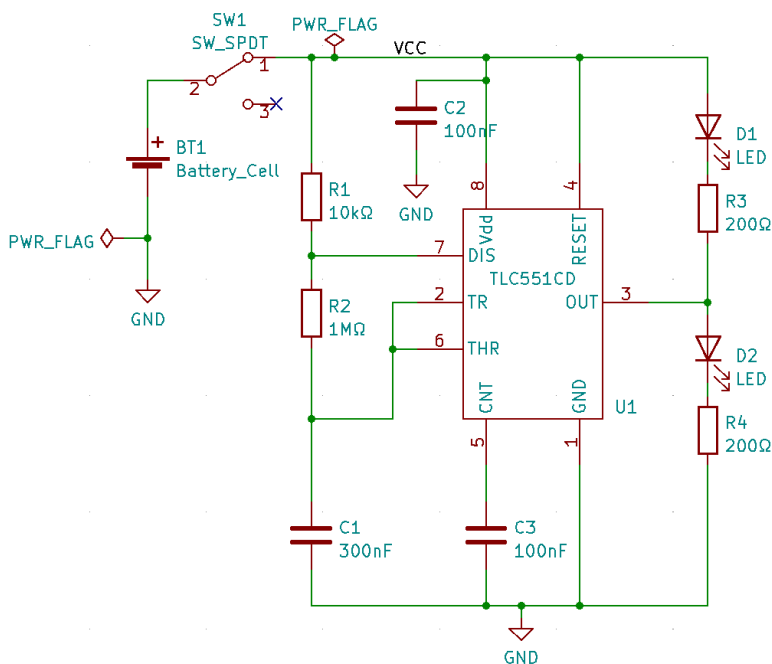 SW1
SW_SPDT
1
2
3
PWR_FLAG
VCC
+
BT1
Battery_Cell
PWR_FLAG
GND
C2
100nF
GND
R1
10kΩ
R2
1MΩ
8
Vdd
4
RESET
7
DIS
TLC551CD
2
TR
OUT
3
6
THR
CNT
GND
U1
5
1
D1
LED
R3
200Ω
D2
LED
R4
200Ω
C1
300nF
C3
100nF
GND